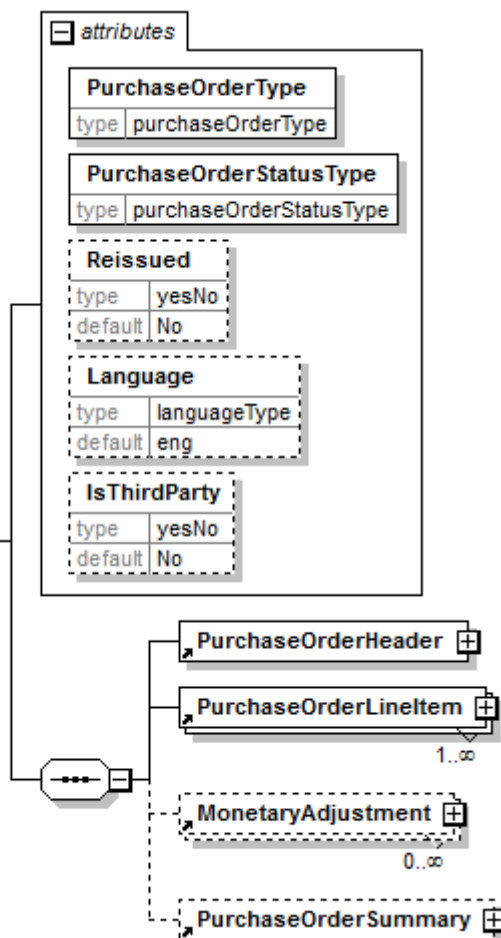 attributes
PurchaseOrderType
type purchaseOrderType
PurchaseOrderStatusType
type purchaseOrderStatusType
Reissued
type yesNo
default No
Language
type languageType
default eng
IsThirdParty
type yesNo
default No
PurchaseOrderHeader
PurchaseOrderLineItem
1..∞
MonetaryAdjustment
0..∞
PurchaseOrderSummary